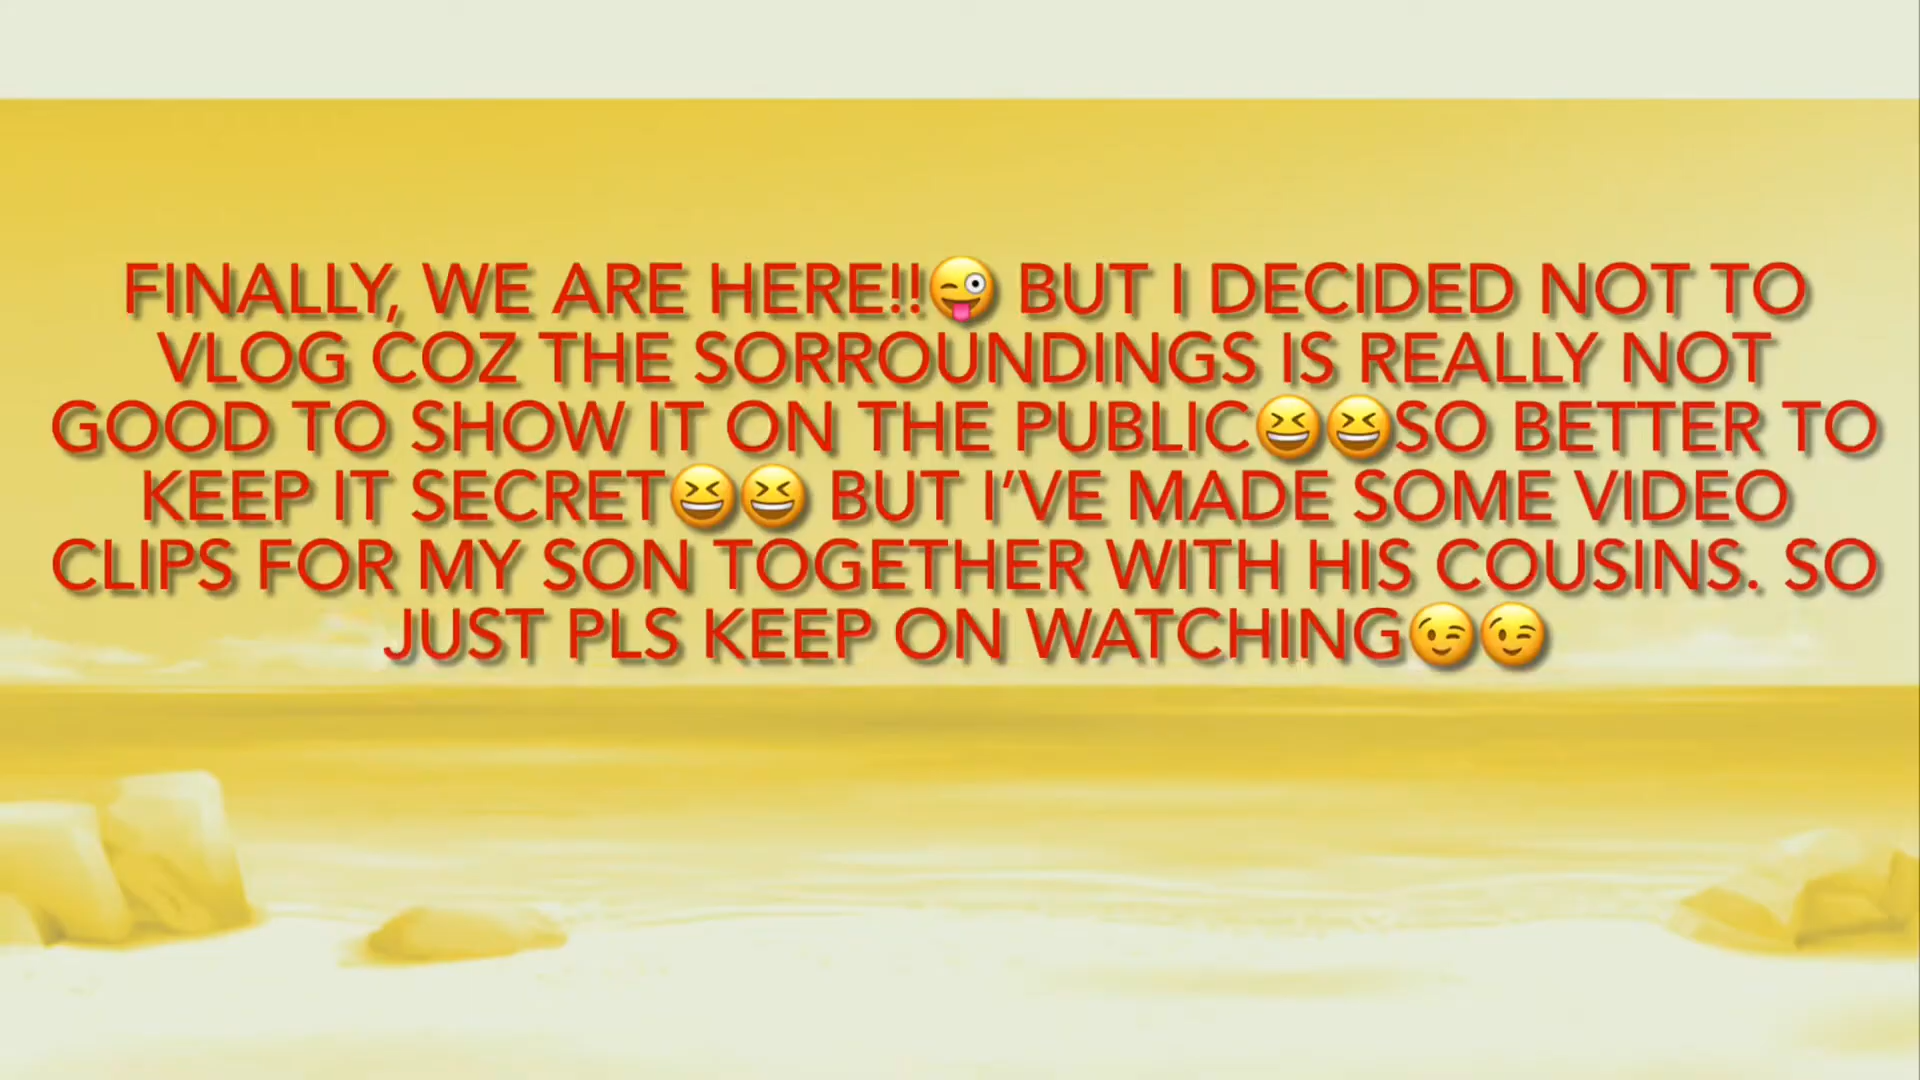 FINALLY, WE ARE HERE!!😜 BUT I DECIDED NOT TO
VLOG COZ THE SORROUNDINGS IS REALLY NOT
GOOD TO SHOW IT ON THE PUBLIC😆😆SO BETTER TO
KEEP IT SECRET😆😆 BUT I’VE MADE SOME VIDEO
CLIPS FOR MY SON TOGETHER WITH HIS COUSINS. SO
JUST PLS KEEP ON WATCHING😉😉